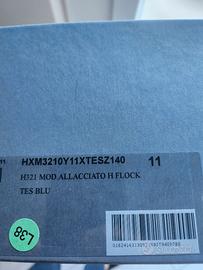 HXM3210Y11XTESZ140 11
H321 MOD ALLACCIATO H FLOCK
TES BLU
L38